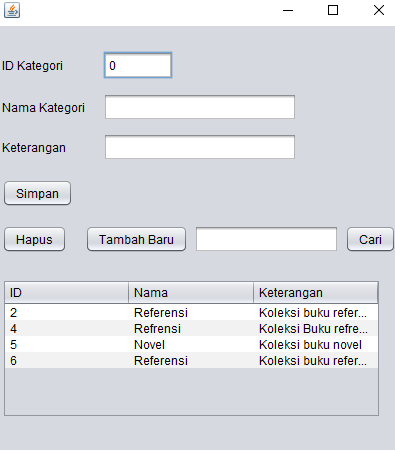 ID Kategori 0
Nama Kategori
Keterangan
Simpan
Hapus Tambah Baru Cari
ID Nama Keterangan
2 Referensi Koleksi buku refer...
4 Refrensi Koleksi Buku refre...
5 Novel Koleksi buku novel
6 Referensi Koleksi buku refer...